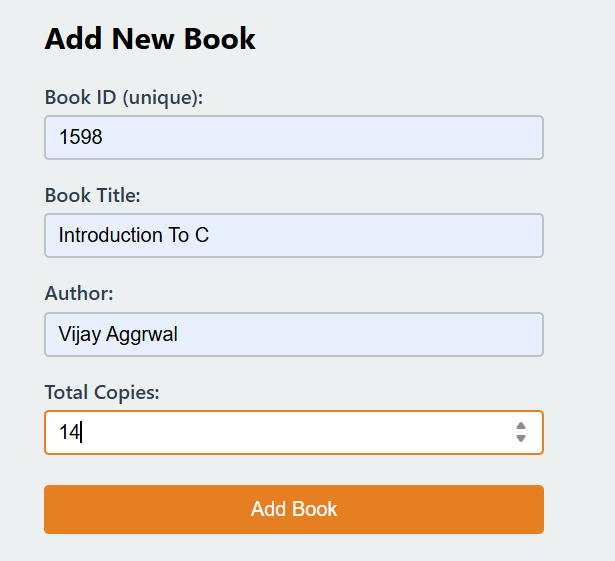 Add New Book
Book ID (unique):
1598
Book Title:
Introduction To C
Author:
Vijay Aggrwal
Total Copies:
14
Add Book